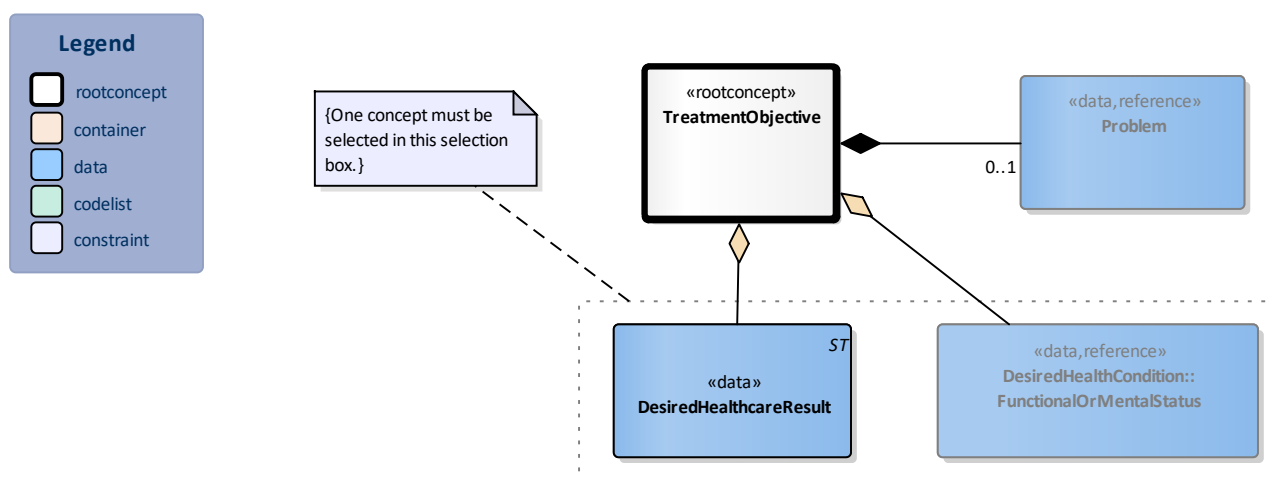 Legend
rootconcept
container
data
codelist
constraint
{One concept must be
selected in this selection
box.}
«rootconcept»
TreatmentObjective
«data,reference»
Problem
0..1
ST
«data»
DesiredHealthcareResult
«data,reference»
DesiredHealthCondition::
FunctionalOrMentalStatus